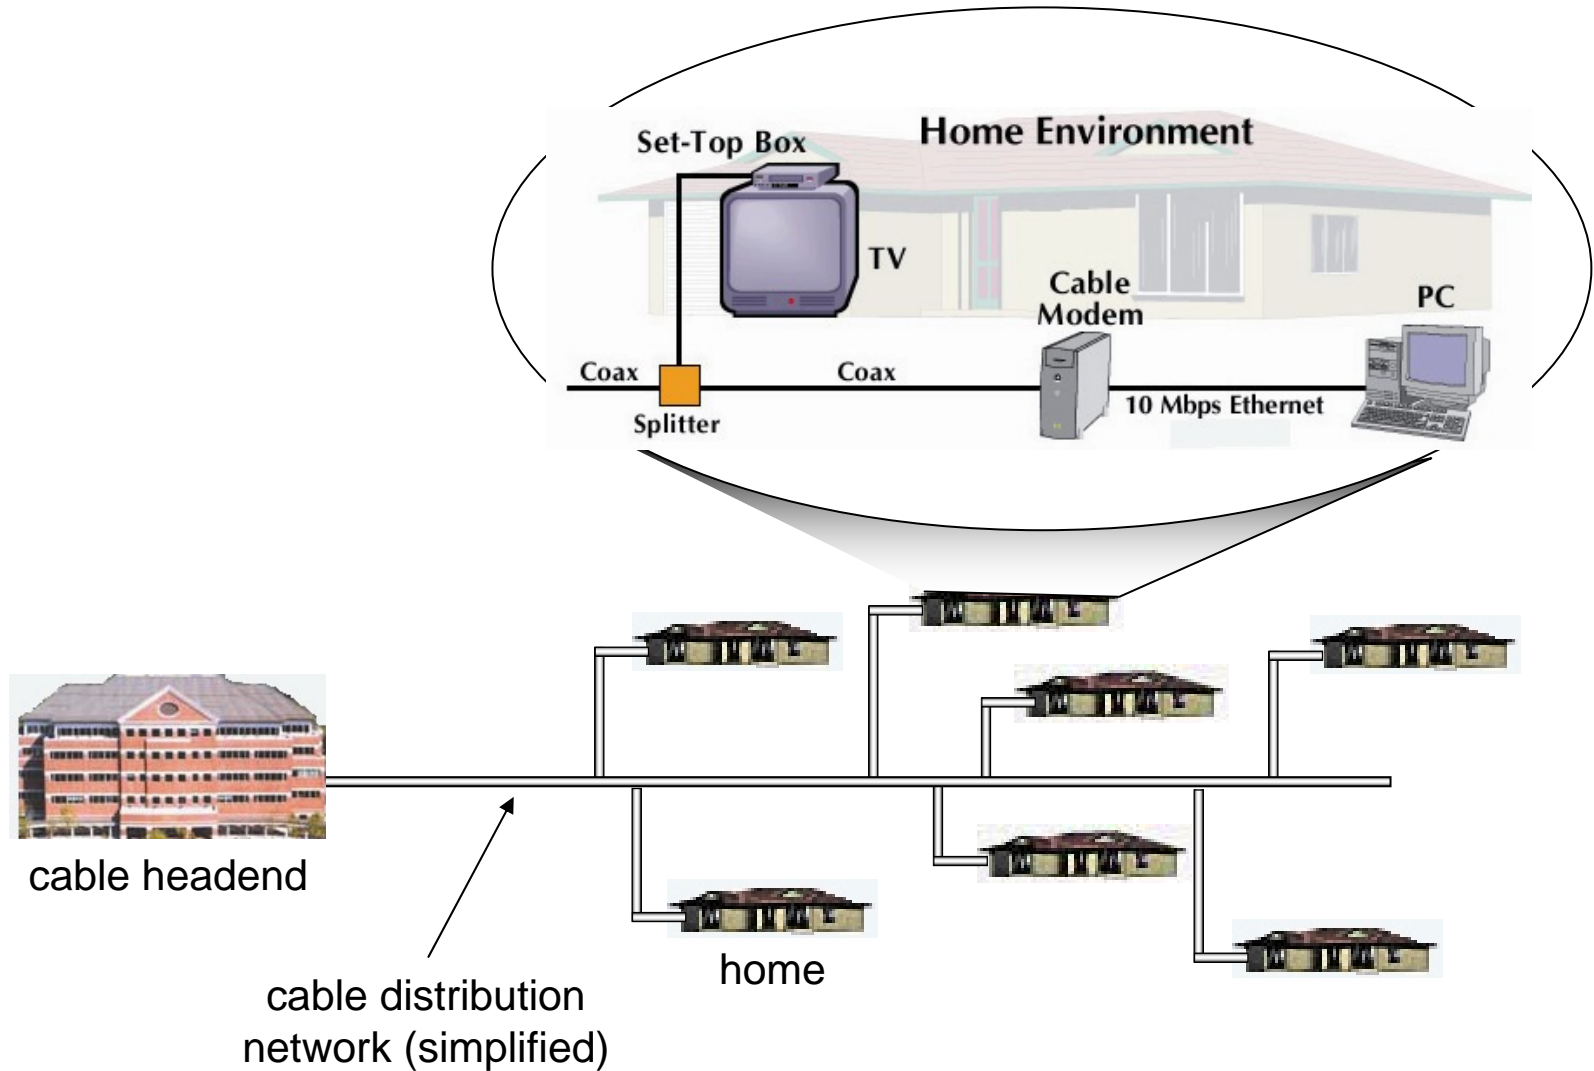 Home Environment
Set-Top Box
TV
Cable
Modem
PC
Coax
Coax
10 Mbps Ethernet
Splitter
cable headend
home
cable distribution
network (simplified)